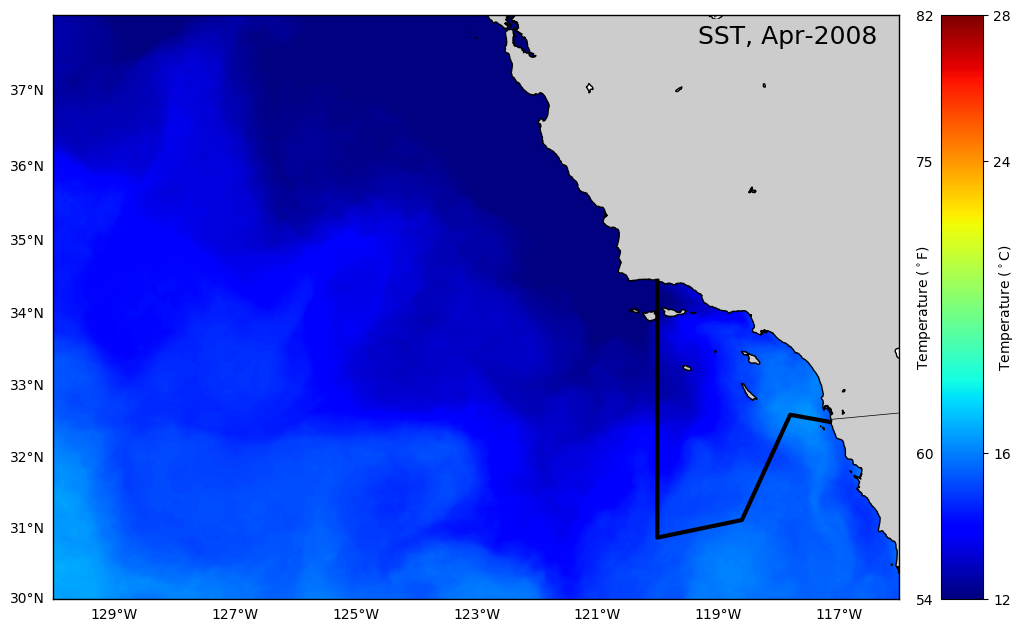 SST, Apr-2008
37°N
36°N
35°N
34°N
33°N
32°N
31°N
30°N
129°W
127°W
125°W
123°W
121°W
119°W
117°W
82
75
60
54
Temperature (°F)
28
24
16
12
Temperature (°C)